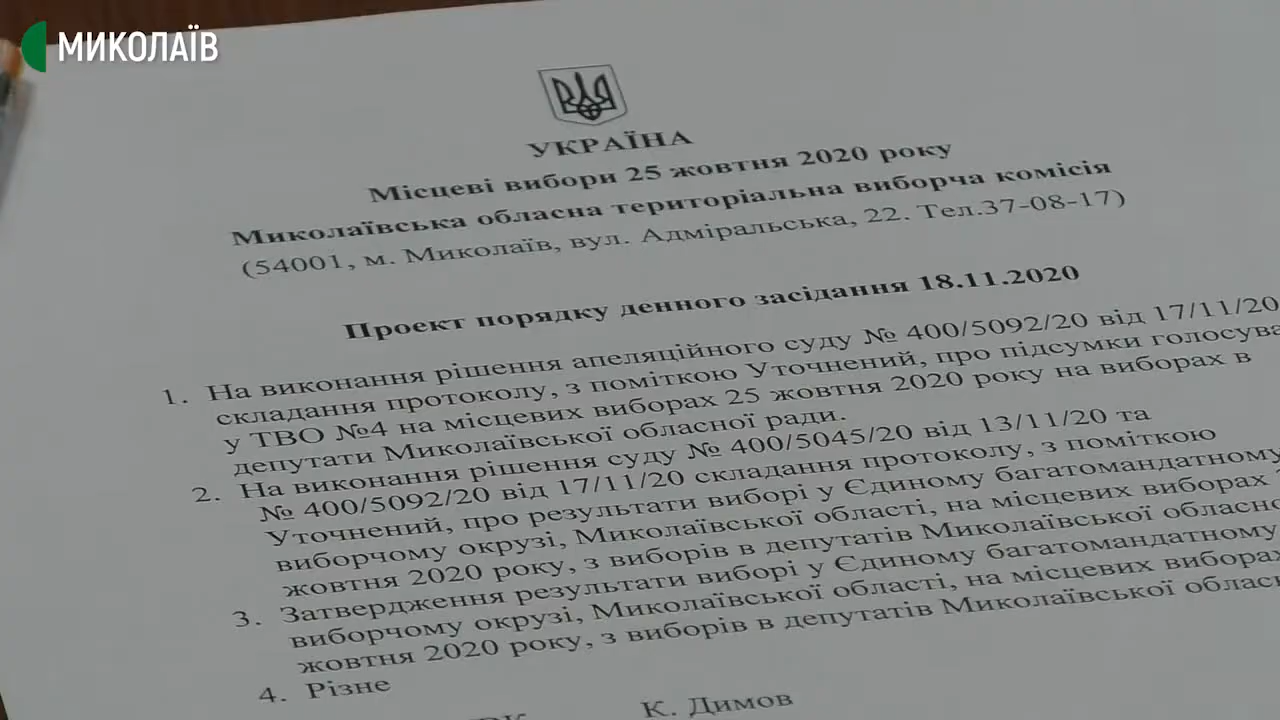 МИКОЛАЇВ
УКРАЇНА
Місцеві вибори 25 жовтня 2020 року
Миколаївська обласна територіальна виборча комісія
(54001, м. Миколаїв, вул. Адміральська, 22. Тел.37-08-17)
Проект порядку денного засідання 18.11.2020
1. На виконання рішення апеляційного суду № 400/5092/20 від 17/11/20
складання протоколу, з поміткою Уточнений, про підсумки
у ТВО №4 на місцевих виборах 25 жовтня 2020 року на виборах в
депутати Миколаївської обласної ради.
2. На виконання рішення суду № 400/5045/20 від 13/11/20 та
№ 400/5092/20 від 17/11/20 складання протоколу, з поміткою
Уточнений, про результати виборі у Єдиному багатомандатному
виборчому окрузі, Миколаївської області, на місцевих виборах
жовтня 2020 року, з виборів в депутатів Миколаївської
3. Затвердження результати виборі у Єдиному багатомандатному
виборчому окрузі, Миколаївської області, на місцевих виборах
жовтня 2020 року, з виборів в депутатів Миколаївської
4. Різне
К. Димов